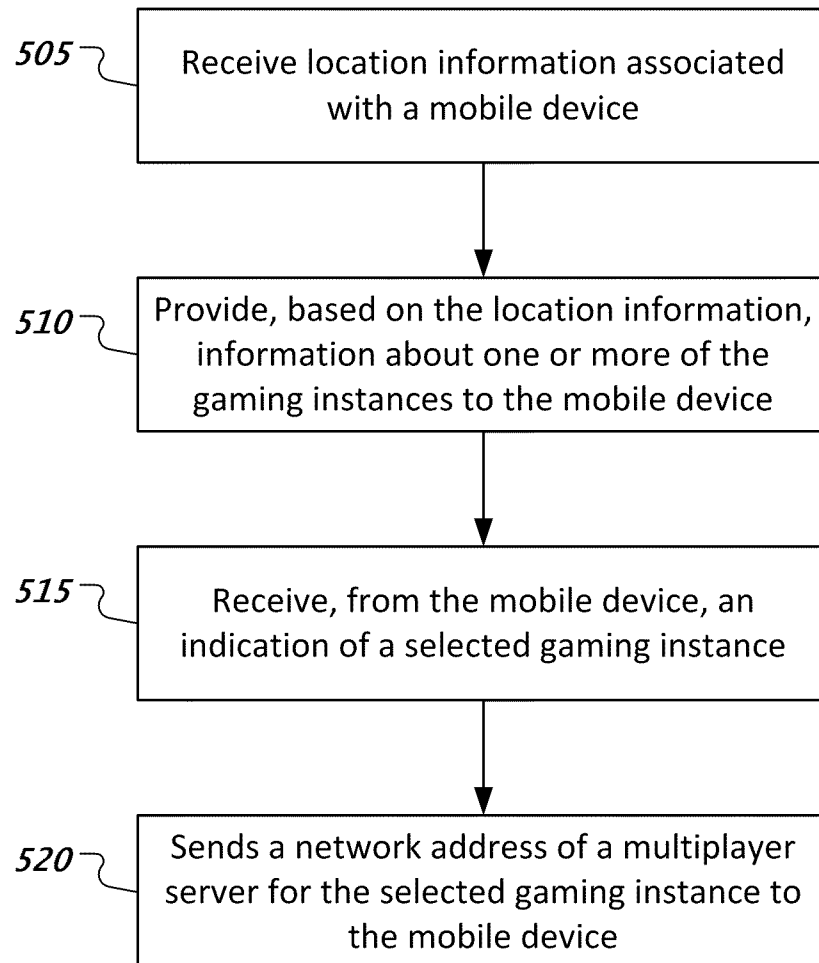 505
Receive location information associated
with a mobile device
510
Provide, based on the location information,
information about one or more of the
gaming instances to the mobile device
515
Receive, from the mobile device, an
indication of a selected gaming instance
520
Sends a network address of a multiplayer
server for the selected gaming instance to
the mobile device